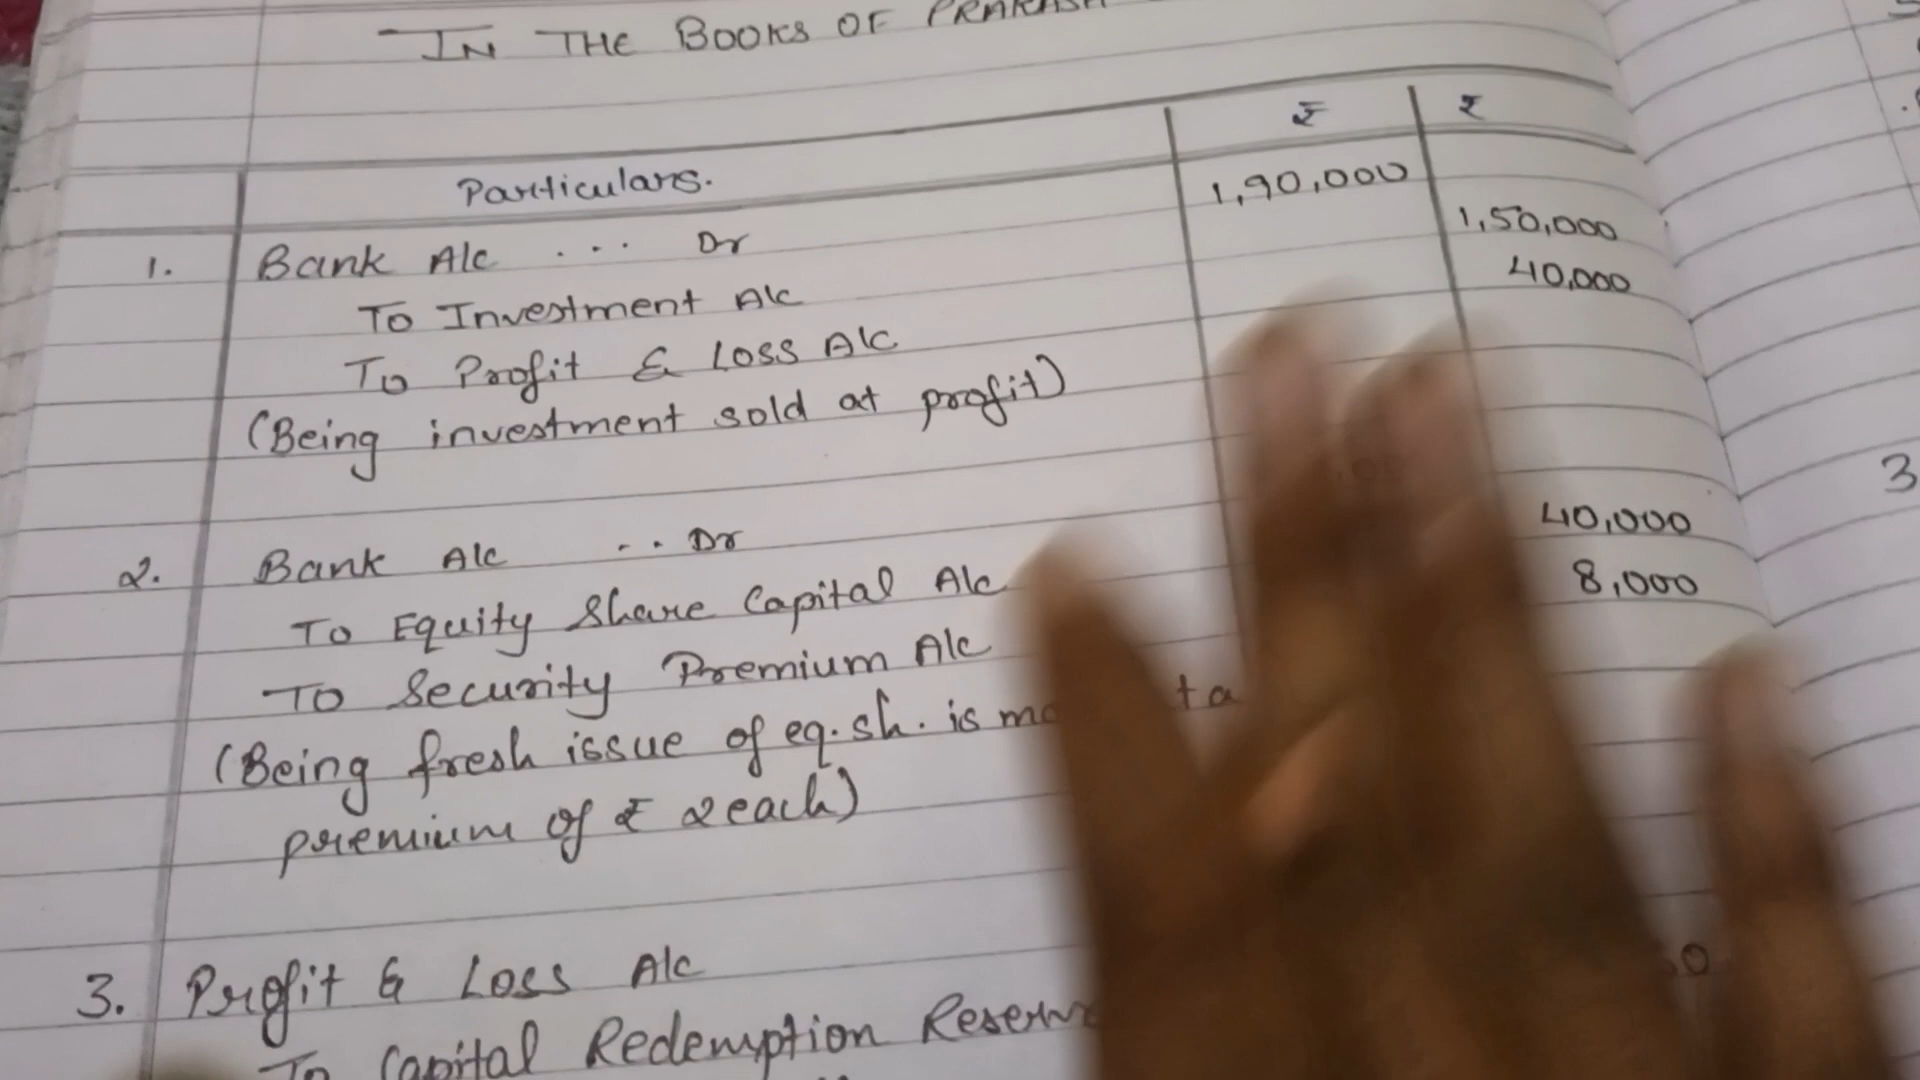 IN THE BOOKS OF PRAKASH
Particulars. ₹ ₹
1. Bank A/c ... Dr 1,90,000
To Investment A/c 1,50,000
To Profit & Loss A/c 40,000
(Being investment sold at profit)
2. Bank A/c .. Dr
To Equity Share Capital A/c 40,000
To Security Premium A/c 8,000
(Being fresh issue of eq.sh. is
premium of ₹ 2 each)
3. Profit & Loss A/c
To Capital Redemption